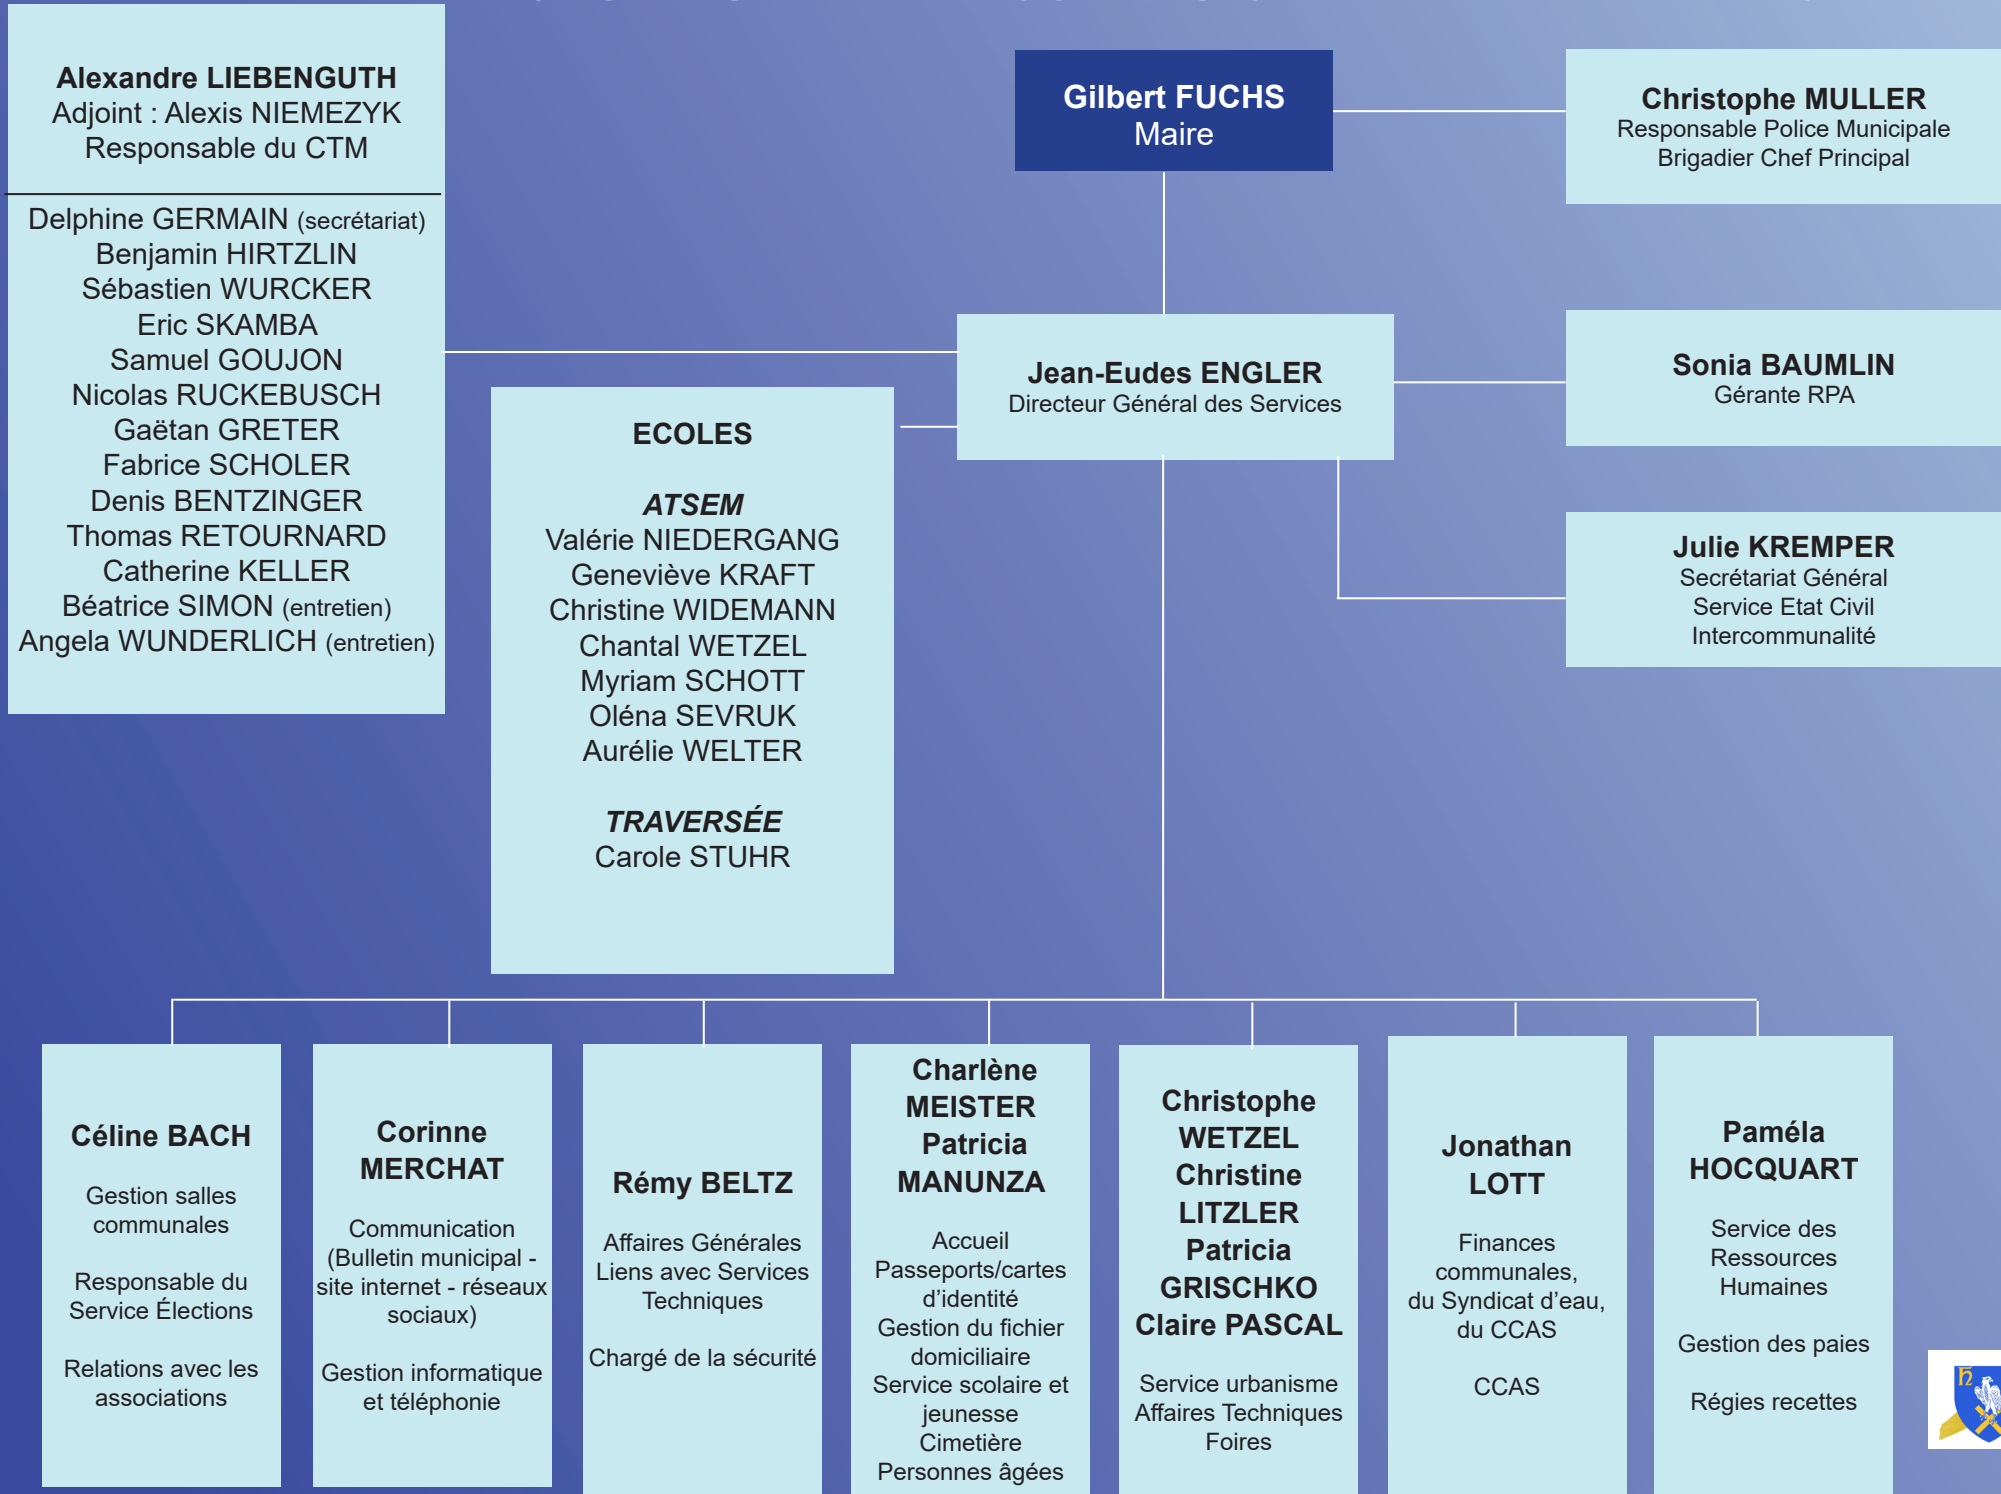 Alexandre LIEBENGUTH
Adjoint : Alexis NIEMEZYK
Responsable du CTM
Delphine GERMAIN (secrétariat)
Benjamin HIRTZLIN
Sébastien WURCKER
Eric SKAMBA
Samuel GOUJON
Nicolas RUCKEBUSCH
Gaëtan GRETER
Fabrice SCHOLER
Denis BENTZINGER
Thomas RETOURNARD
Catherine KELLER
Béatrice SIMON (entretien)
Angela WUNDERLICH (entretien)
Gilbert FUCHS
Maire
Christophe MULLER
Responsable Police Municipale
Brigadier Chef Principal
Jean-Eudes ENGLER
Directeur Général des Services
Sonia BAUMLIN
Gérante RPA
Julie KREMPER
Secrétariat Général
Service Etat Civil
Intercommunalité
ECOLES
ATSEM
Valérie NIEDERGANG
Geneviève KRAFT
Christine WIDEMANN
Chantal WETZEL
Myriam SCHOTT
Oléna SEVRUK
Aurélie WELTER
TRAVERSÉE
Carole STUHR
Céline BACH
Gestion salles
communales
Responsable du
Service Élections
Relations avec les
associations
Corinne
MERCHAT
Communication
(Bulletin municipal -
site internet - réseaux
sociaux)
Gestion informatique
et téléphonie
Rémy BELTZ
Affaires Générales
Liens avec Services
Techniques
Chargé de la sécurité
Charlène
MEISTER
Patricia
MANUNZA
Accueil
Passeports/cartes
d’identité
Gestion du fichier
domiciliaire
Service scolaire et
jeunesse
Cimetière
Personnes âgées
Christophe
WETZEL
Christine
LITZLER
Patricia
GRISCHKO
Claire PASCAL
Service urbanisme
Affaires Techniques
Foires
Jonathan
LOTT
Finances
communales,
du Syndicat d’eau,
du CCAS
CCAS
Paméla
HOCQUART
Service des
Ressources
Humaines
Gestion des paies
Régies recettes